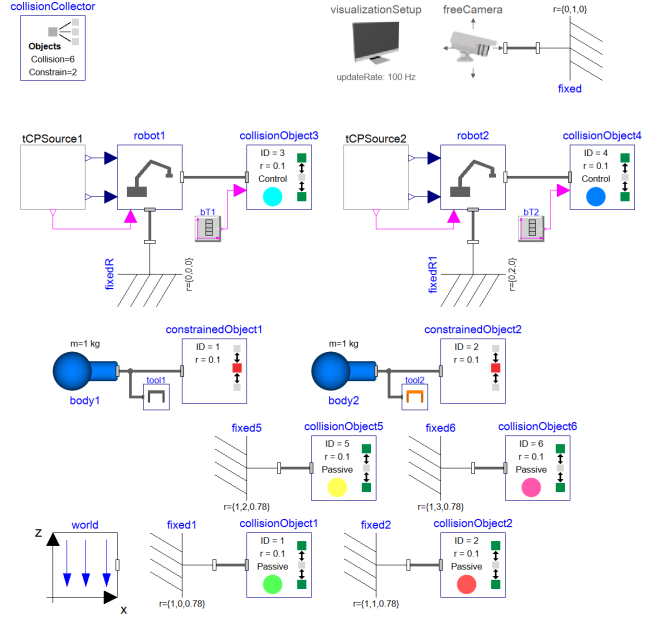 collisionCollector
Objects
Collision=6
Constrain=2
visualizationSetup
updateRate: 100 Hz
freeCamera
r={0,1,0}
fixed
tCPSource1
robot1
collisionObject3
ID = 3
r = 0.1
Control
bT1
fixedR
r={0,0,0}
tCPSource2
robot2
collisionObject4
ID = 4
r = 0.1
Control
bT2
fixedR1
r={0,2,0}
m=1 kg
body1
tool1
constrainedObject1
ID = 1
r = 0.1
m=1 kg
body2
tool2
constrainedObject2
ID = 2
r = 0.1
fixed5
r={1,2,0.78}
collisionObject5
ID = 5
r = 0.1
Passive
fixed6
r={1,3,0.78}
collisionObject6
ID = 6
r = 0.1
Passive
world
z
x
fixed1
r={1,0,0.78}
collisionObject1
ID = 1
r = 0.1
Passive
fixed2
r={1,1,0.78}
collisionObject2
ID = 2
r = 0.1
Passive